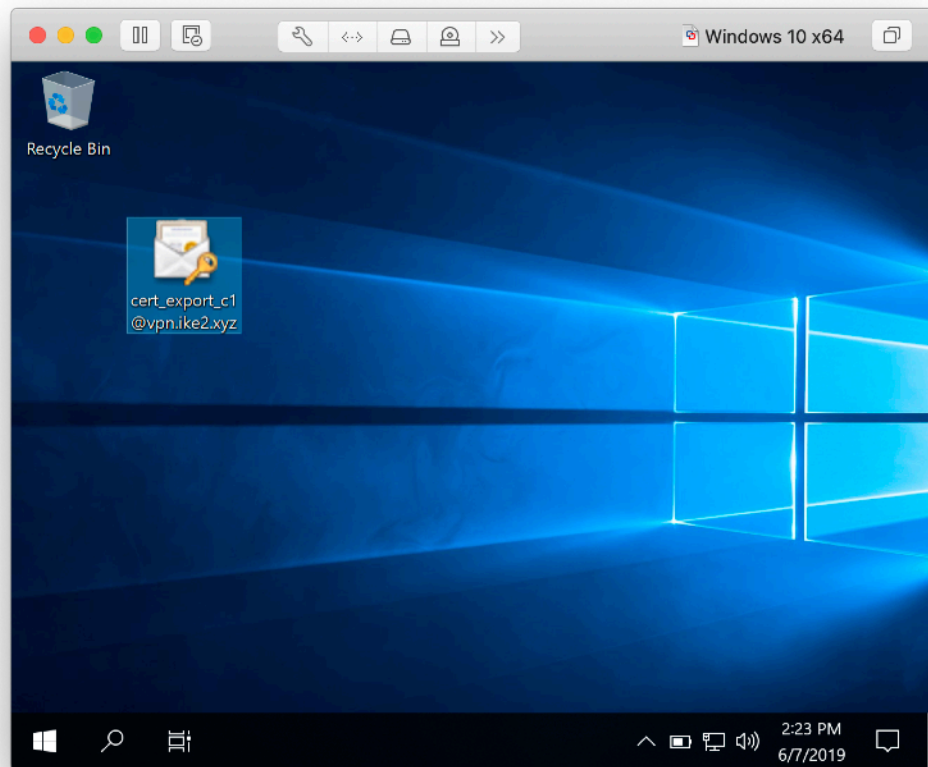 Windows 10 x64
Recycle Bin
cert_export_c1
@vpn.ike2.xyz
2:23 PM
6/7/2019